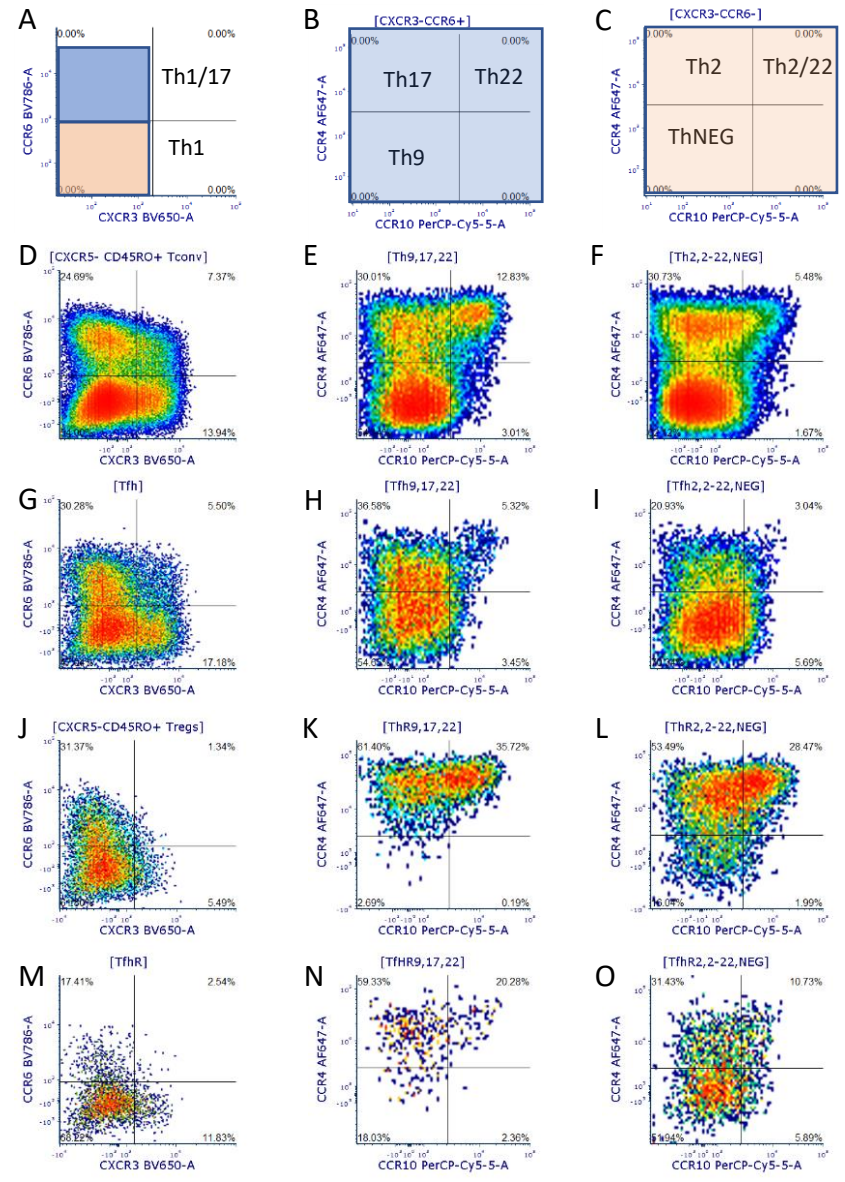 A
0.00% 0.00%
Th1/17
Th1
0.00% 0.00%
CCR6 BV786-A
CXCR3 BV650-A
B
[CXCR3-CCR6+]
0.00% 0.00%
Th17 Th22
Th9
0.00% 0.00%
CCR4 AF647-A
CCR10 PerCP-Cy5-5-A
C
[CXCR3-CCR6-]
0.00% 0.00%
Th2 Th2/22
ThNEG
0.00% 0.00%
CCR4 AF647-A
CCR10 PerCP-Cy5-5-A
D
[CXCR5- CD45RO+ Tconv]
24.69% 7.37%
13.94%
CCR6 BV786-A
CXCR3 BV650-A
E
[Th9,17,22]
30.01% 12.83%
3.01%
CCR4 AF647-A
CCR10 PerCP-Cy5-5-A
F
[Th2,2-22,NEG]
30.73% 5.48%
1.67%
CCR4 AF647-A
CCR10 PerCP-Cy5-5-A
G
[Tfh]
30.28% 5.50%
17.18%
CCR6 BV786-A
CXCR3 BV650-A
H
[Tfh9,17,22]
36.58% 5.32%
3.45%
CCR4 AF647-A
CCR10 PerCP-Cy5-5-A
I
[Tfh2,2-22,NEG]
20.93% 3.04%
5.69%
CCR4 AF647-A
CCR10 PerCP-Cy5-5-A
J
[CXCR5-CD45RO+ Tregs]
31.37% 1.34%
5.49%
CCR6 BV786-A
CXCR3 BV650-A
K
[ThR9,17,22]
61.40% 35.72%
2.69% 0.19%
CCR4 AF647-A
CCR10 PerCP-Cy5-5-A
L
[ThR2,2-22,NEG]
53.49% 28.47%
16.04% 1.99%
CCR4 AF647-A
CCR10 PerCP-Cy5-5-A
M
[TfhR]
17.41% 2.54%
68.22% 11.83%
CCR6 BV786-A
CXCR3 BV650-A
N
[TfHR9,17,22]
59.33% 20.28%
18.03% 2.36%
CCR4 AF647-A
CCR10 PerCP-Cy5-5-A
O
[TfhR2,2-22,NEG]
31.43% 10.73%
51.94% 5.89%
CCR4 AF647-A
CCR10 PerCP-Cy5-5-A